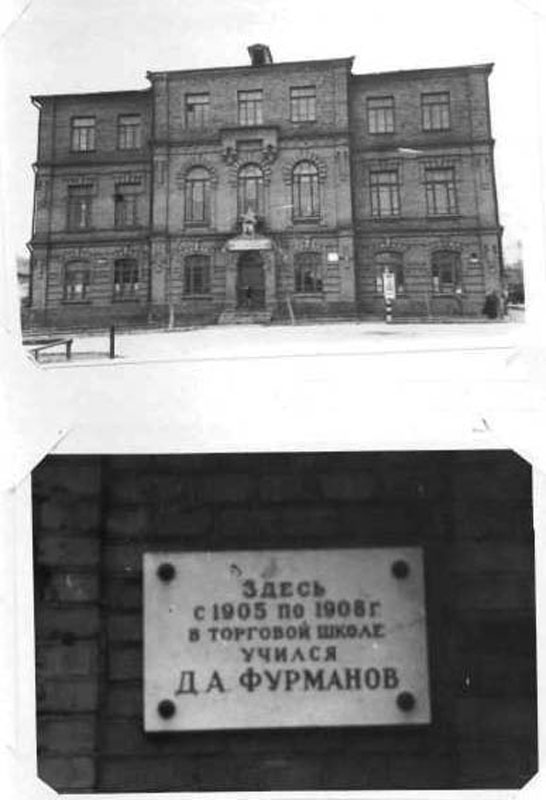 ЗДЕСЬ
С 1905 ПО 1908 Г
В ТОРГОВОЙ ШКОЛЕ
УЧИЛСЯ
Д А ФУРМАНОВ